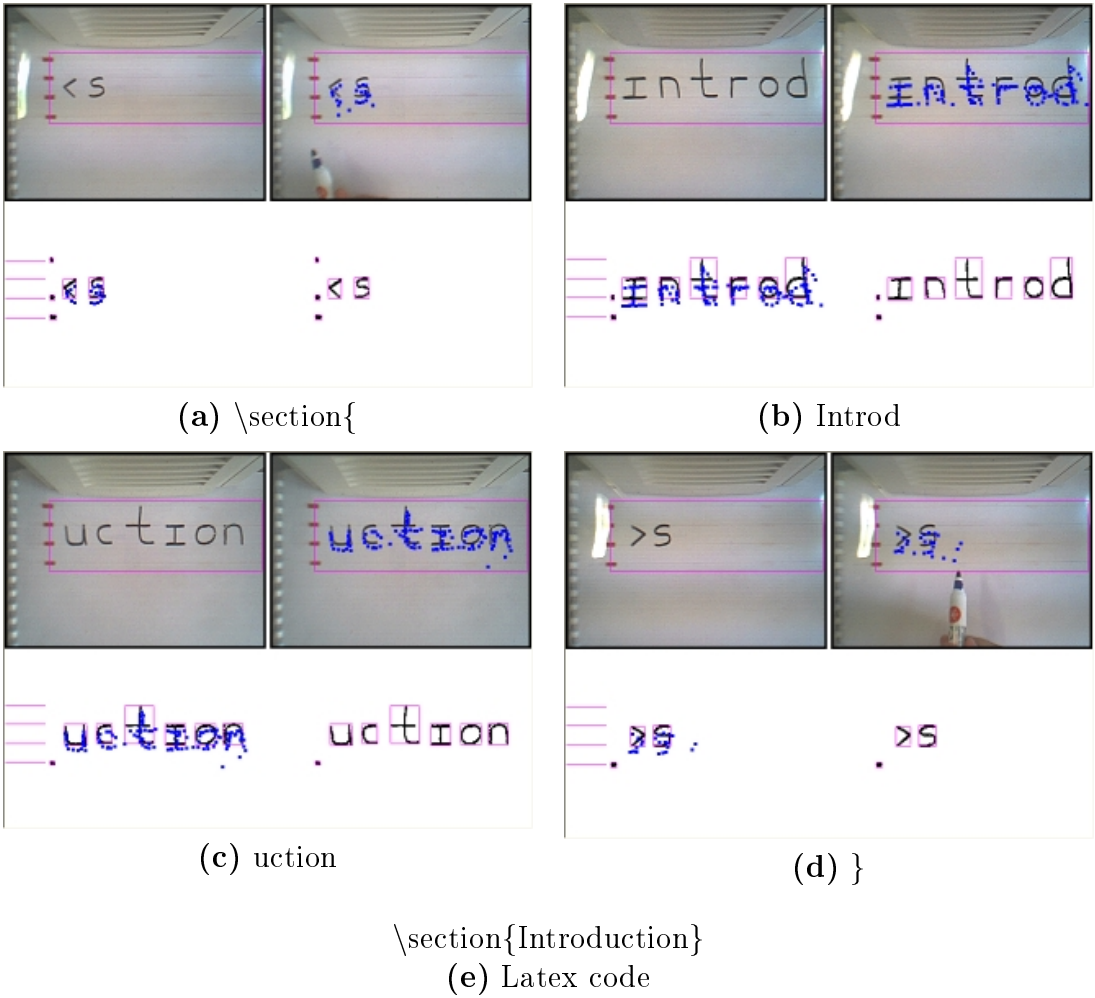 <s <s introd introd
<s <s introd introd
(a) \section{ (b) Introd
uction uction >s >s
uction uction >s >s
(c) uction (d) }
\section{Introduction}
(e) Latex code